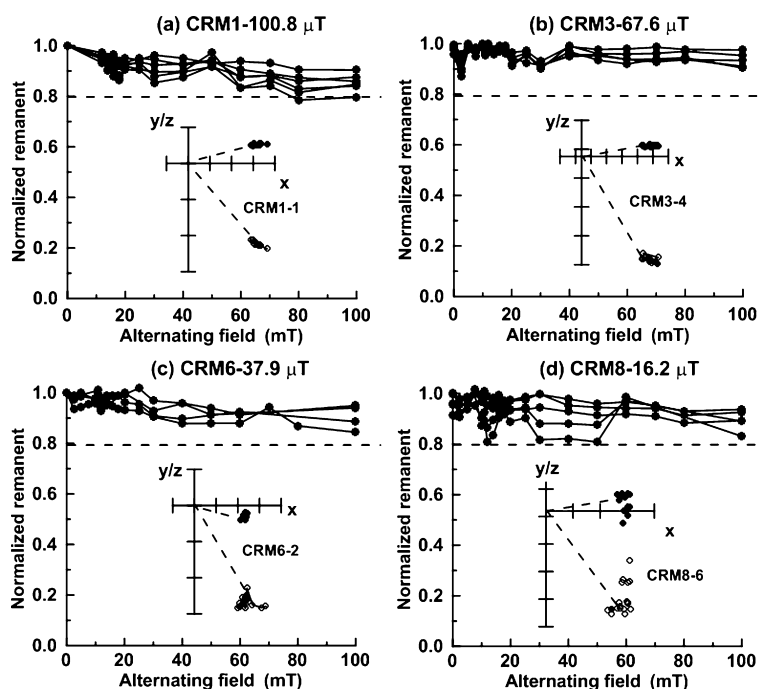 (a) CRM1-100.8 μT
Normalized remanent
1.0
0.8
0.6
0.4
0.2
0.0
y/z
x
CRM1-1
0 20 40 60 80 100
Alternating field (mT)
(b) CRM3-67.6 μT
Normalized remanent
1.0
0.8
0.6
0.4
0.2
0.0
y/z
x
CRM3-4
0 20 40 60 80 100
Alternating field (mT)
(c) CRM6-37.9 μT
Normalized remanent
1.0
0.8
0.6
0.4
0.2
0.0
y/z
x
CRM6-2
0 20 40 60 80 100
Alternating field (mT)
(d) CRM8-16.2 μT
Normalized remanent
1.0
0.8
0.6
0.4
0.2
0.0
y/z
x
CRM8-6
0 20 40 60 80 100
Alternating field (mT)